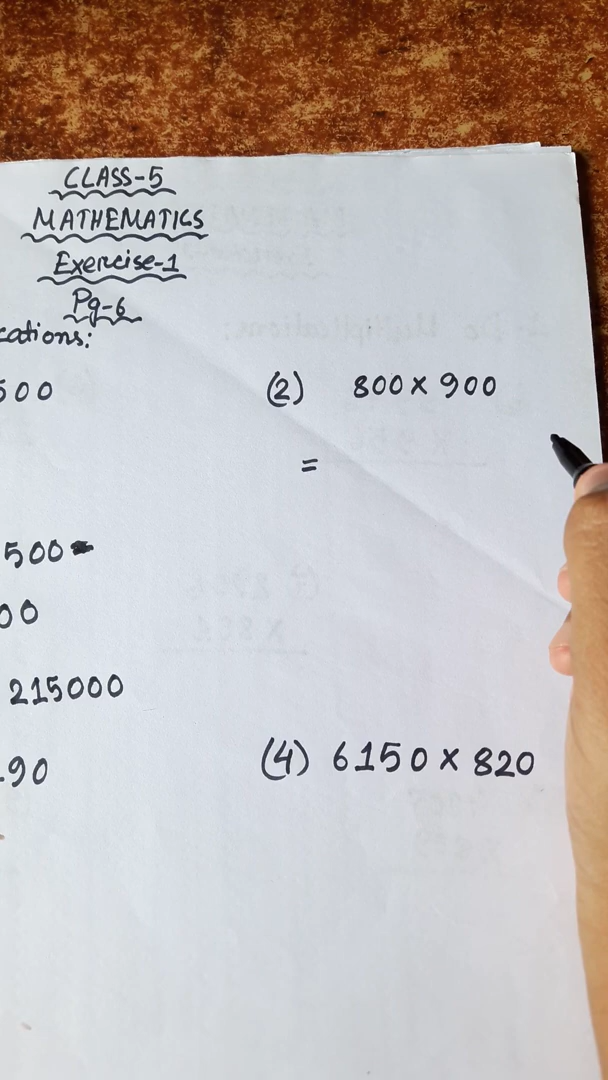 CLASS-5
MATHEMATICS
Exercise-1
Pg-6
cations:
500
(2) 800 x 900
=
500
00
215000
90
(4) 6150 x 820